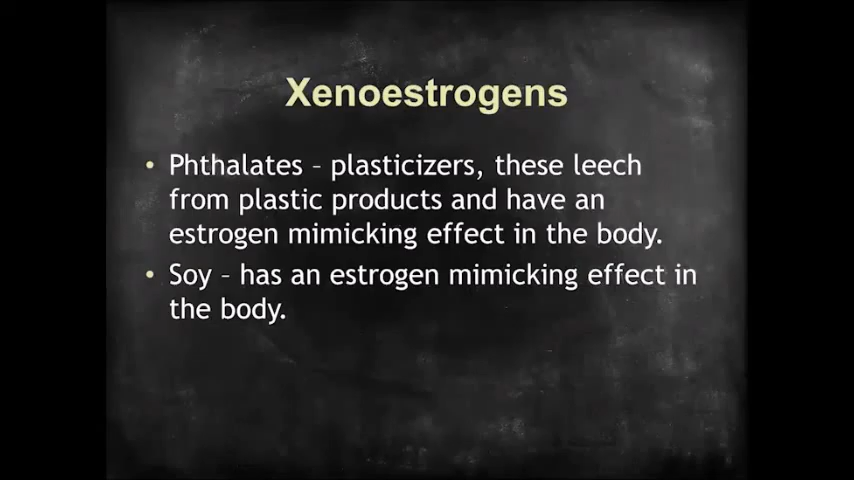 Xenoestrogens
• Phthalates – plasticizers, these leech
from plastic products and have an
estrogen mimicking effect in the body.
• Soy – has an estrogen mimicking effect in
the body.